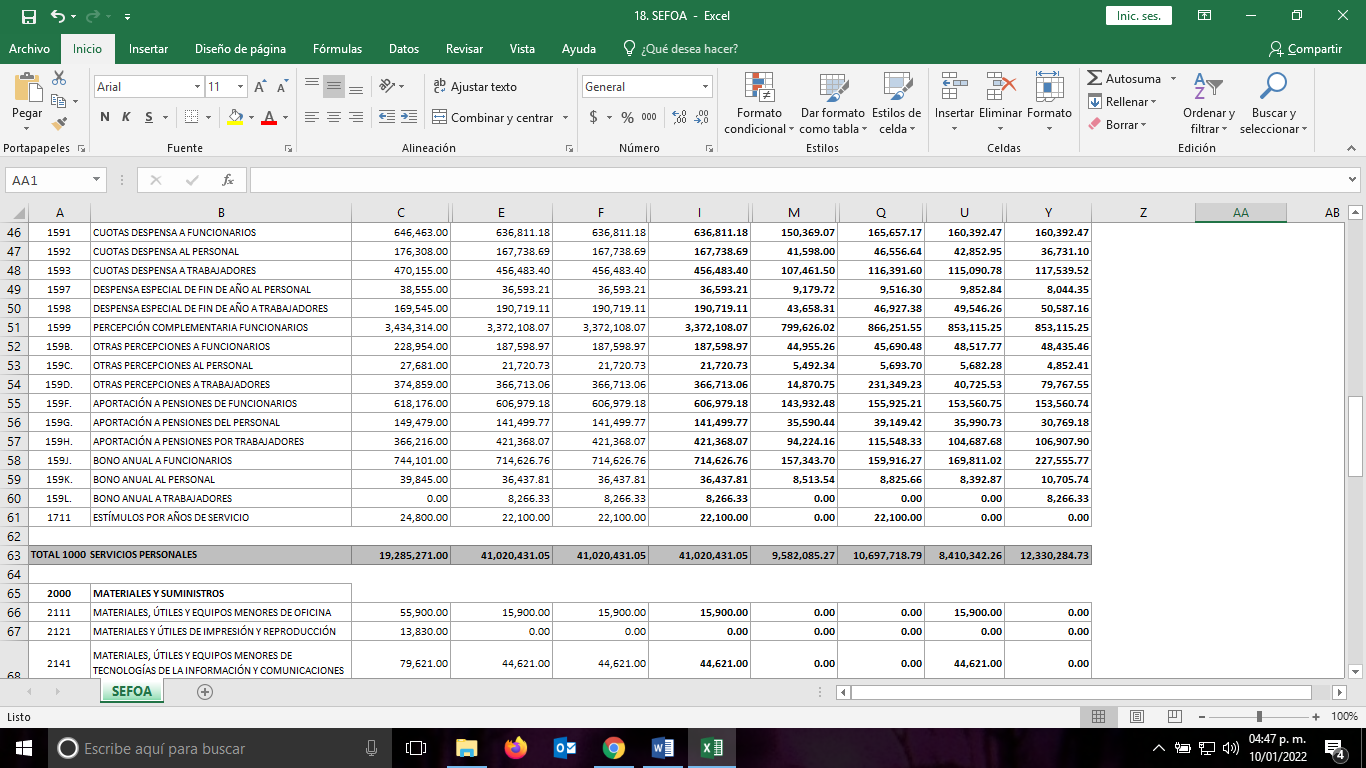 18. SEFOA - Excel
Inic. ses.
Archivo Inicio Insertar Diseño de página Fórmulas Datos Revisar Vista Ayuda ¿Qué desea hacer? Compartir
Pegar
Arial 11
N K S
Ajustar texto
Combinar y centrar
General
$ % 000
Formato condicional
Dar formato como tabla
Estilos de celda
Insertar Eliminar Formato
Autosuma
Rellenar
Borrar
Ordenar y filtrar
Buscar y seleccionar
Portapapeles Fuente Alineación Número Estilos Celdas Edición
AA1 fx
A B C E F I M Q U Y Z AA AB
46 1591 CUOTAS DESPENSA A FUNCIONARIOS 646,463.00 636,811.18 636,811.18 636,811.18 150,369.07 165,657.17 160,392.47 160,392.47
47 1592 CUOTAS DESPENSA AL PERSONAL 176,308.00 167,738.69 167,738.69 167,738.69 41,598.00 46,556.64 42,852.95 36,731.10
48 1593 CUOTAS DESPENSA A TRABAJADORES 470,155.00 456,483.40 456,483.40 456,483.40 107,461.50 116,391.60 115,090.78 117,539.52
49 1597 DESPENSA ESPECIAL DE FIN DE AÑO AL PERSONAL 38,555.00 36,593.21 36,593.21 36,593.21 9,179.72 9,516.30 9,852.84 8,044.35
50 1598 DESPENSA ESPECIAL DE FIN DE AÑO A TRABAJADORES 169,545.00 190,719.11 190,719.11 190,719.11 43,658.31 46,927.38 49,546.26 50,587.16
51 1599 PERCEPCIÓN COMPLEMENTARIA FUNCIONARIOS 3,434,314.00 3,372,108.07 3,372,108.07 3,372,108.07 799,626.02 866,251.55 853,115.25 853,115.25
52 159B. OTRAS PERCEPCIONES A FUNCIONARIOS 228,954.00 187,598.97 187,598.97 187,598.97 44,955.26 45,690.48 48,517.77 48,435.46
53 159C. OTRAS PERCEPCIONES AL PERSONAL 27,681.00 21,720.73 21,720.73 21,720.73 5,492.34 5,693.70 5,682.28 4,852.41
54 159D. OTRAS PERCEPCIONES A TRABAJADORES 374,859.00 366,713.06 366,713.06 366,713.06 14,870.75 231,349.23 40,725.53 79,767.55
55 159F. APORTACIÓN A PENSIONES DE FUNCIONARIOS 618,176.00 606,979.18 606,979.18 606,979.18 143,932.48 155,925.21 153,560.75 153,560.74
56 159G. APORTACIÓN A PENSIONES DEL PERSONAL 149,479.00 141,499.77 141,499.77 141,499.77 35,590.44 39,149.42 35,990.73 30,769.18
57 159H. APORTACIÓN A PENSIONES POR TRABAJADORES 366,216.00 421,368.07 421,368.07 421,368.07 94,224.16 115,548.33 104,687.68 106,907.90
58 159J. BONO ANUAL A FUNCIONARIOS 744,101.00 714,626.76 714,626.76 714,626.76 157,343.70 159,916.27 169,811.02 227,555.77
59 159K. BONO ANUAL AL PERSONAL 39,845.00 36,437.81 36,437.81 36,437.81 8,513.54 8,825.66 8,392.87 10,705.74
60 159L. BONO ANUAL A TRABAJADORES 0.00 8,266.33 8,266.33 8,266.33 0.00 0.00 0.00 8,266.33
61 1711 ESTÍMULOS POR AÑOS DE SERVICIO 24,800.00 22,100.00 22,100.00 22,100.00 0.00 22,100.00 0.00 0.00
62
63 TOTAL 1000 SERVICIOS PERSONALES 19,285,271.00 41,020,431.05 41,020,431.05 41,020,431.05 9,582,085.27 10,697,718.79 8,410,342.26 12,330,284.73
64
65 2000 MATERIALES Y SUMINISTROS
66 2111 MATERIALES, ÚTILES Y EQUIPOS MENORES DE OFICINA 55,900.00 15,900.00 15,900.00 15,900.00 0.00 0.00 15,900.00 0.00
67 2121 MATERIALES Y ÚTILES DE IMPRESIÓN Y REPRODUCCIÓN 13,830.00 0.00 0.00 0.00 0.00 0.00 0.00 0.00
68 2141 MATERIALES, ÚTILES Y EQUIPOS MENORES DE
TECNOLOGÍAS DE LA INFORMACIÓN Y COMUNICACIONES 79,621.00 44,621.00 44,621.00 44,621.00 0.00 0.00 44,621.00 0.00
SEFOA
Listo 100%
Escribe aquí para buscar
04:47 p. m.
10/01/2022
4